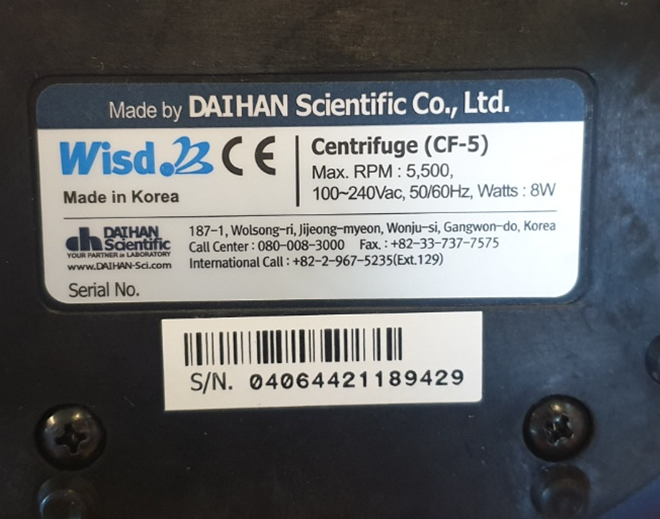 Made by DAIHAN Scientific Co., Ltd.
Wisd. CE
Made in Korea
Centrifuge (CF-5)
Max. RPM : 5,500,
100~240Vac, 50/60Hz, Watts : 8W
dh DAIHAN Scientific
YOUR PARTNER in LABORATORY
www.DAIHAN-Sci.com
187-1, Wolsong-ri, Jijeong-myeon, Wonju-si, Gangwon-do, Korea
Call Center : 080-008-3000 Fax. : +82-33-737-7575
International Call : +82-2-967-5235(Ext.129)
Serial No.
S/N. 04064421189429